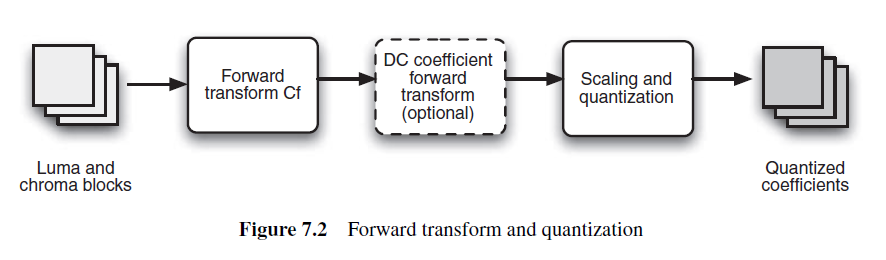 Luma and
chroma blocks
Forward
transform Cf
DC coefficient
forward
transform
(optional)
Scaling and
quantization
Quantized
coefficients
Figure 7.2 Forward transform and quantization